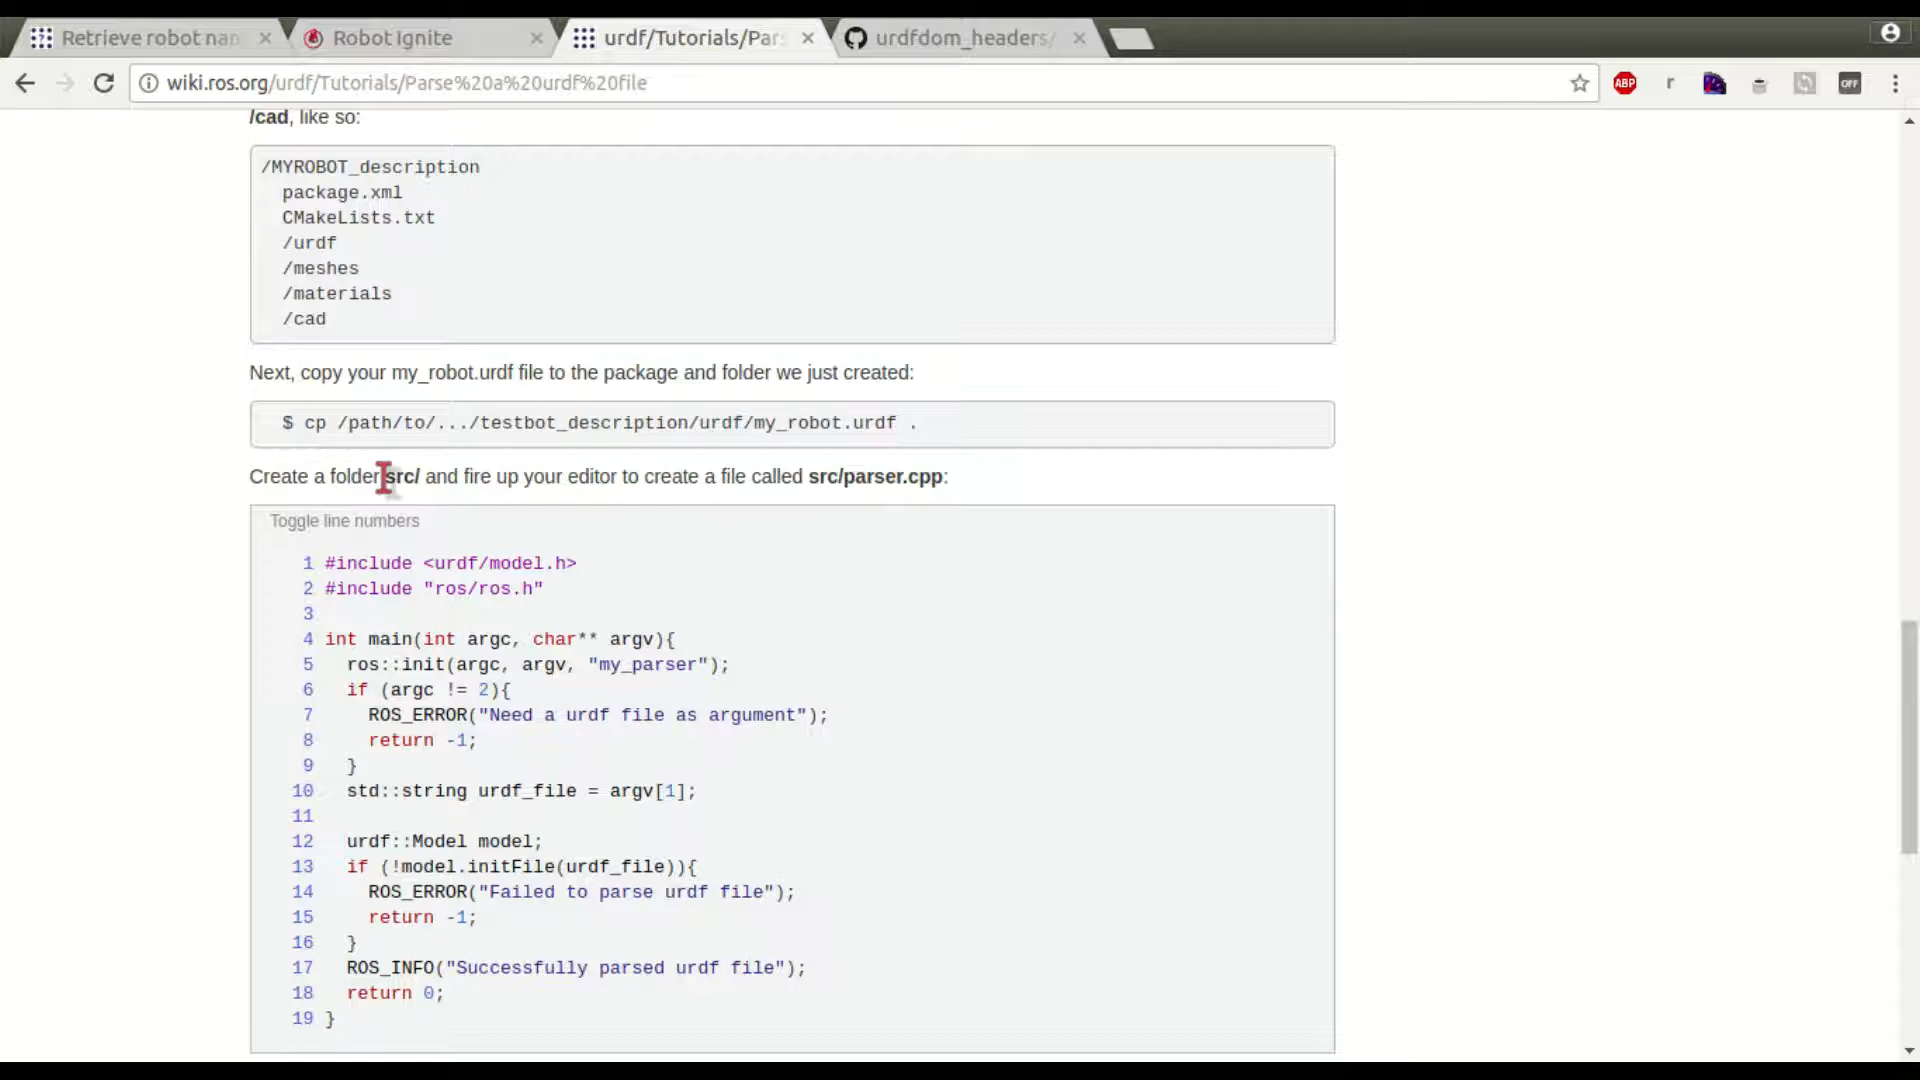 Retrieve robot nan
Robot Ignite
urdf/Tutorials/Par
urdfdom_headers/
wiki.ros.org/urdf/Tutorials/Parse%20a%20urdf%20file
ABP
r
OFF
/cad, like so:
/MYROBOT_description
package.xml
CMakeLists.txt
/urdf
/meshes
/materials
/cad
Next, copy your my_robot.urdf file to the package and folder we just created:
$ cp /path/to/.../testbot_description/urdf/my_robot.urdf .
Create a folder src/ and fire up your editor to create a file called src/parser.cpp:
Toggle line numbers
1 #include <urdf/model.h>
2 #include "ros/ros.h"
3
4 int main(int argc, char** argv){
5 ros::init(argc, argv, "my_parser");
6 if (argc != 2){
7 ROS_ERROR("Need a urdf file as argument");
8 return -1;
9 }
10 std::string urdf_file = argv[1];
11
12 urdf::Model model;
13 if (!model.initFile(urdf_file)){
14 ROS_ERROR("Failed to parse urdf file");
15 return -1;
16 }
17 ROS_INFO("Successfully parsed urdf file");
18 return 0;
19 }